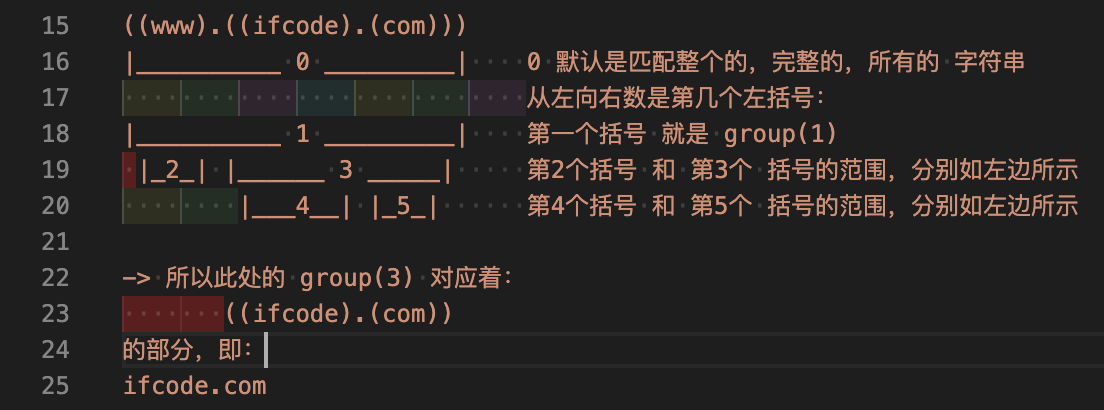 15 ((www).((ifcode).(com)))
16 |__________ 0 _________| 0 默认是匹配整个的，完整的，所有的 字符串
17 从左向右数是第几个左括号：
18 |__________ 1 _________| 第一个括号 就是 group(1)
19 |_2_| |______ 3 _____| 第2个括号 和 第3个 括号的范围，分别如左边所示
20 |___4__| |_5_| 第4个括号 和 第5个 括号的范围，分别如左边所示
21
22 -> 所以此处的 group(3) 对应着：
23 ((ifcode).(com))
24 的部分，即：
25 ifcode.com